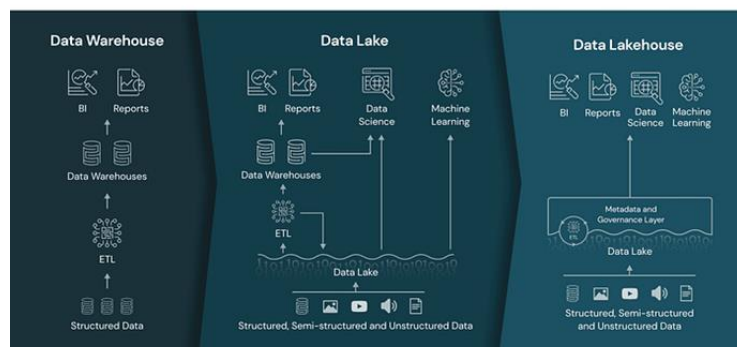 Data Warehouse
BI
Reports
Data Warehouses
ETL
Structured Data
Data Lake
BI
Reports
Data
Science
Machine
Learning
Data Warehouses
ETL
Data Lake
Structured, Semi-structured and Unstructured Data
Data Lakehouse
BI
Reports
Data
Science
Machine
Learning
Metadata and
Governance Layer
ETL
Data Lake
Structured, Semi-structured
and Unstructured Data